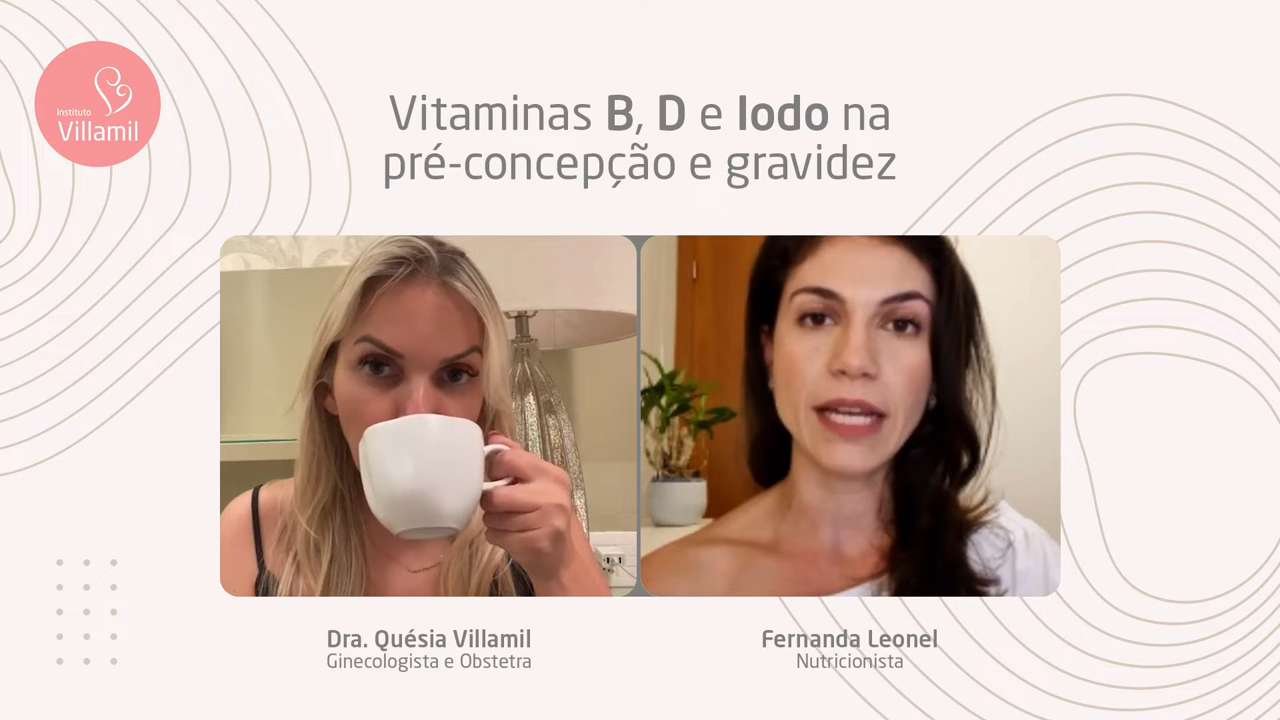 Instituto
Villamil
Vitaminas B, D e Iodo na
pré-concepção e gravidez
Dra. Quésia Villamil
Ginecologista e Obstetra
Fernanda Leonel
Nutricionista